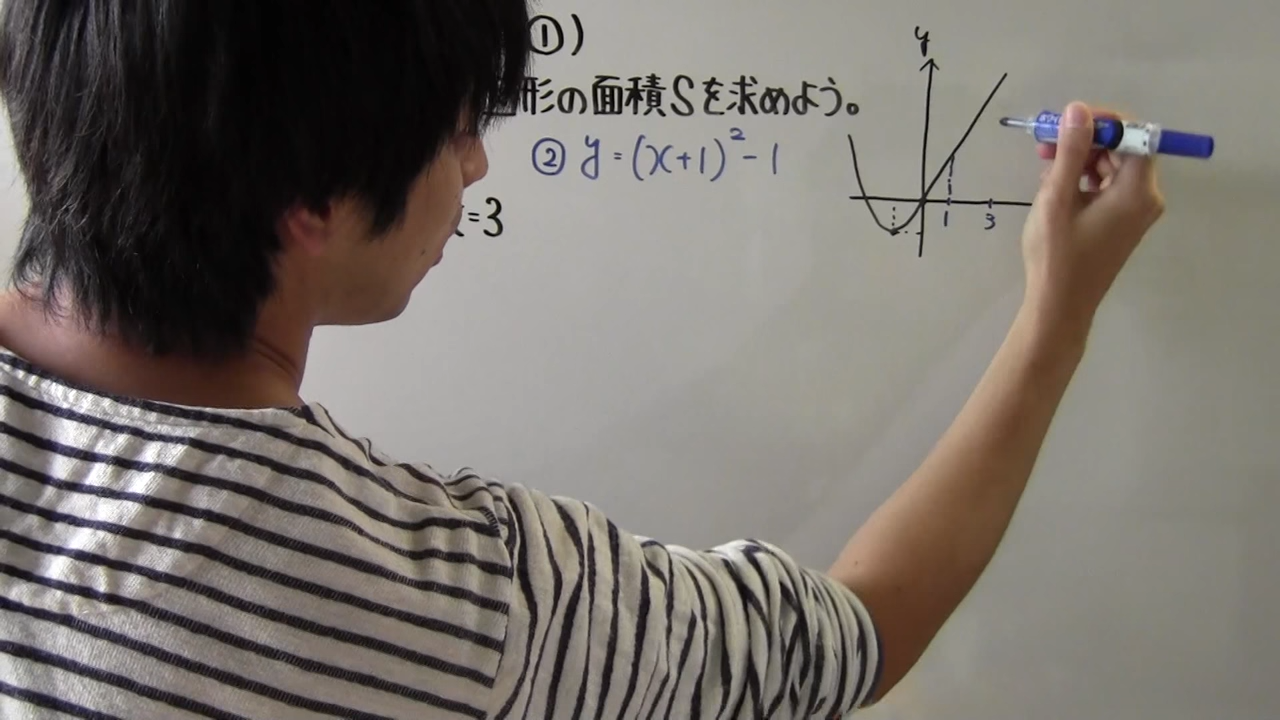 ①)
形の面積Sを求めよう。
② y=(x+1)²-1
=3
y
1 3